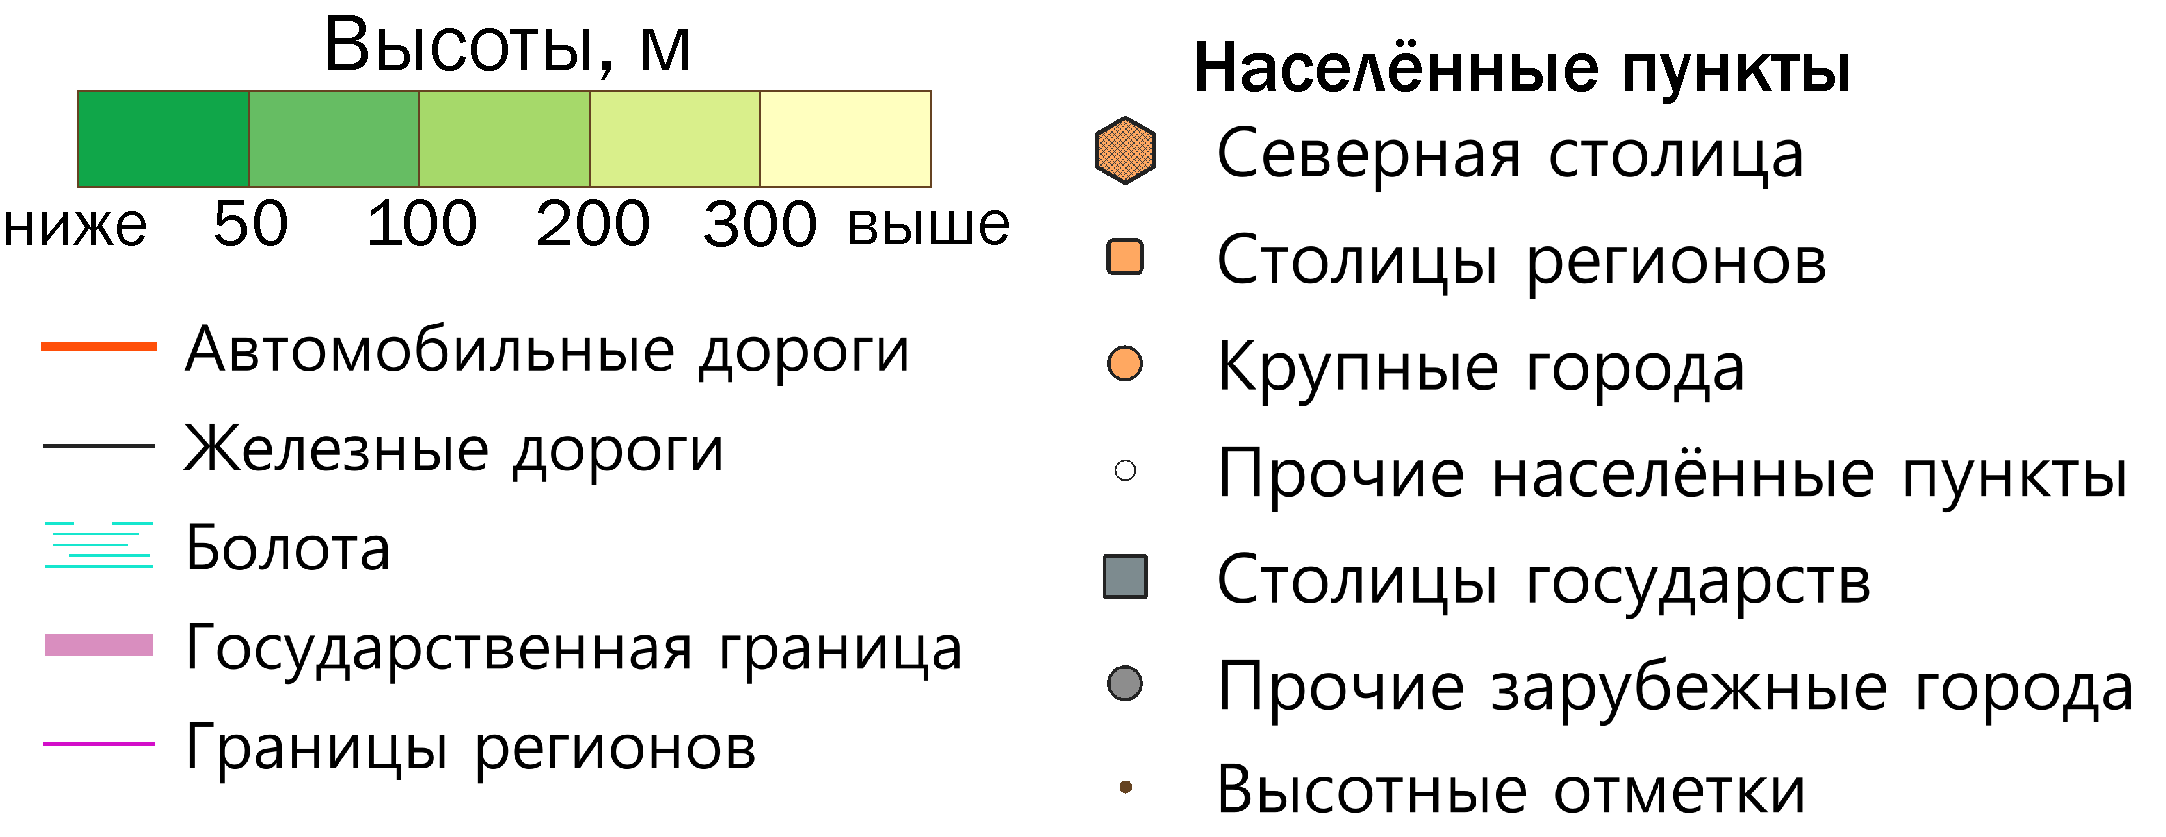 Высоты, м
ниже 50 100 200 300 выше
Автомобильные дороги
Железные дороги
Болота
Государственная граница
Границы регионов
Населённые пункты
Северная столица
Столицы регионов
Крупные города
Прочие населённые пункты
Столицы государств
Прочие зарубежные города
Высотные отметки